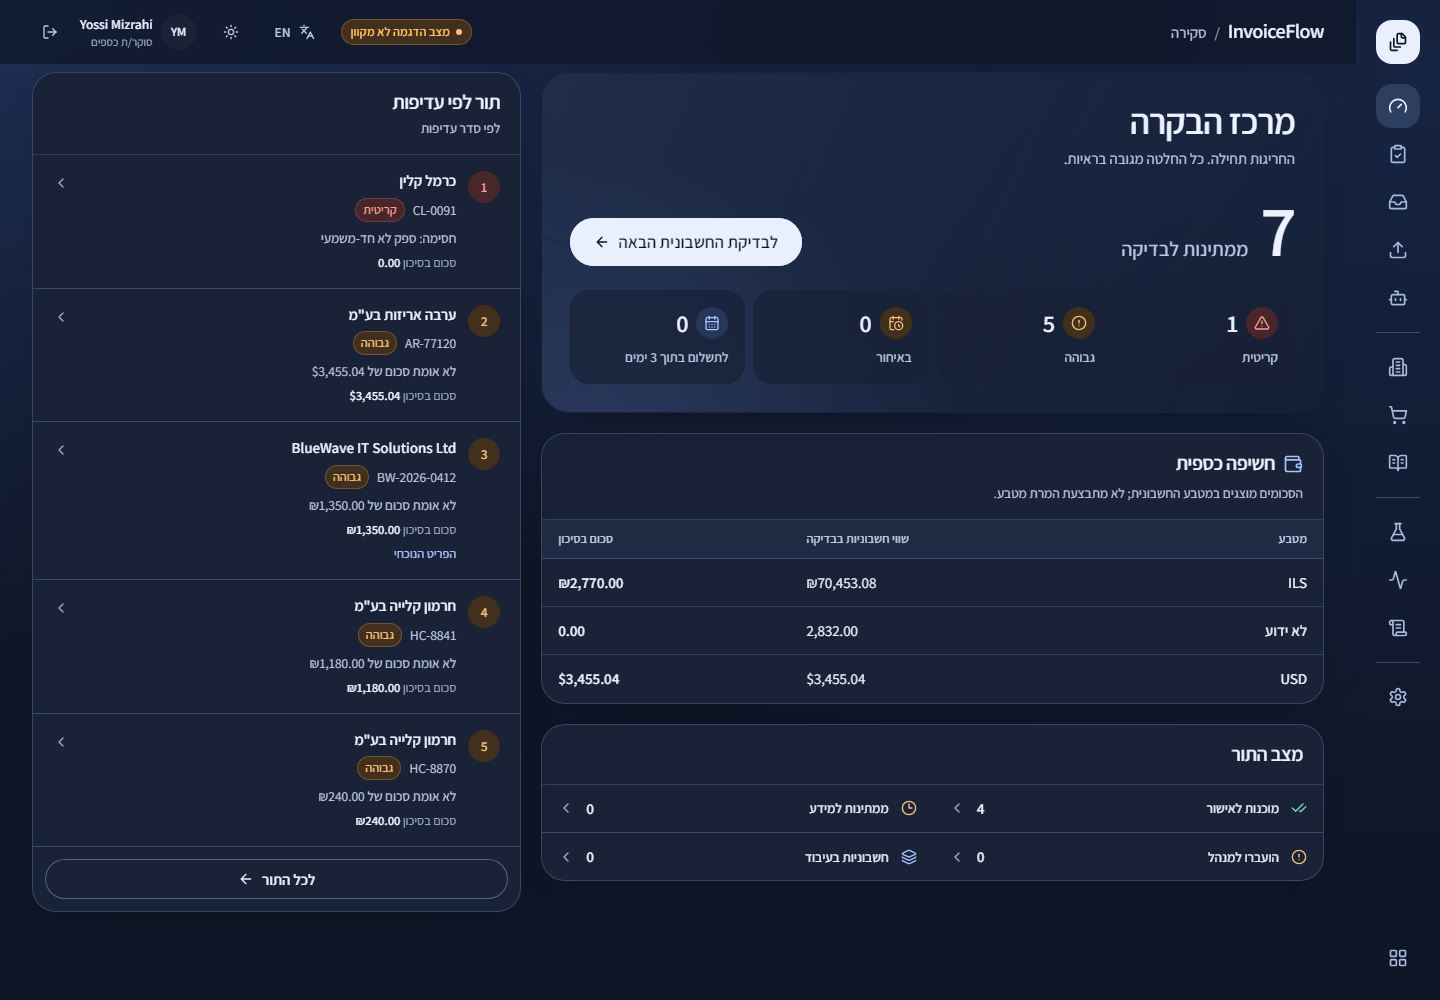 InvoiceFlow / סקירה
מצב הדגמה לא מקוון
EN
YM
Yossi Mizrahi
סוקר/ת כספים
מרכז הבקרה
החריגות תחילה. כל החלטה מגובה בראיות.
7 ממתינות לבדיקה
לבדיקת החשבונית הבאה
1
קריטית
5
גבוהה
0
באיחור
0
לתשלום בתוך 3 ימים
חשיפה כספית
הסכומים מוצגים במטבע החשבונית; לא מתבצעת המרת מטבע.
מטבע שווי חשבוניות בבדיקה סכום בסיכון
ILS ₪70,453.08 ₪2,770.00
לא ידוע 2,832.00 0.00
USD $3,455.04 $3,455.04
מצב התור
מוכנות לאישור 4
ממתינות למידע 0
הועברו למנהל 0
חשבוניות בעיבוד 0
תור לפי עדיפות
לפי סדר עדיפות
1 כרמל קלין
CL-0091 קריטית
חסימה: ספק לא חד-משמעי
סכום בסיכון 0.00
2 ערבה אריזות בע"מ
AR-77120 גבוהה
לא אומת סכום של $3,455.04
סכום בסיכון $3,455.04
3 BlueWave IT Solutions Ltd
BW-2026-0412 גבוהה
לא אומת סכום של ₪1,350.00
סכום בסיכון ₪1,350.00
הפריט הנוכחי
4 חרמון קלייה בע"מ
HC-8841 גבוהה
לא אומת סכום של ₪1,180.00
סכום בסיכון ₪1,180.00
5 חרמון קלייה בע"מ
HC-8870 גבוהה
לא אומת סכום של ₪240.00
סכום בסיכון ₪240.00
לכל התור